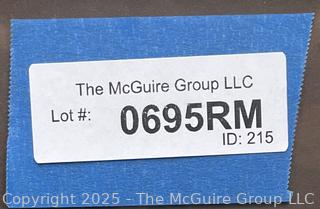 The McGuire Group LLC
Lot #: 0695RM
ID: 215
Copyright 2025 - The McGuire Group LLC